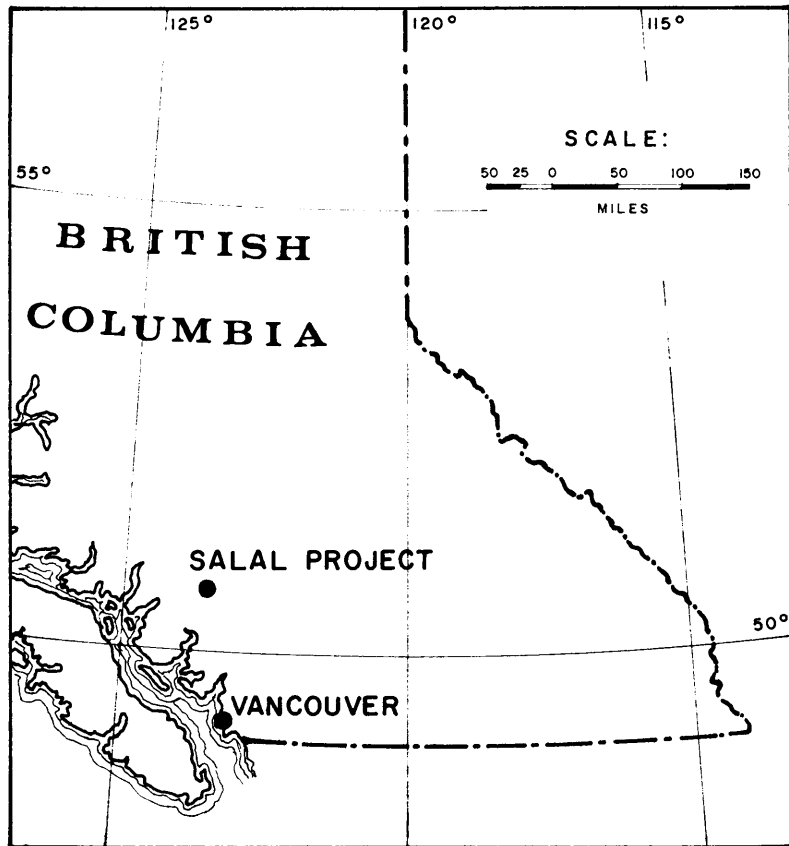 125° 120° 115°
SCALE:
50 25 0 50 100 150
MILES
55°
BRITISH
COLUMBIA
SALAL PROJECT
50°
VANCOUVER